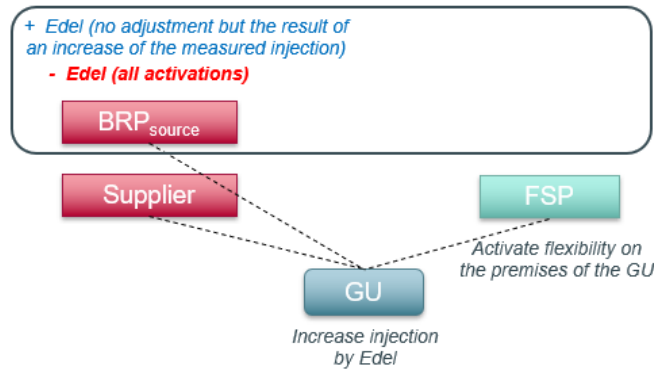 + Edel (no adjustment but the result of
an increase of the measured injection)
- Edel (all activations)
BRPsource
Supplier
FSP
Activate flexibility on
the premises of the GU
GU
Increase injection
by Edel